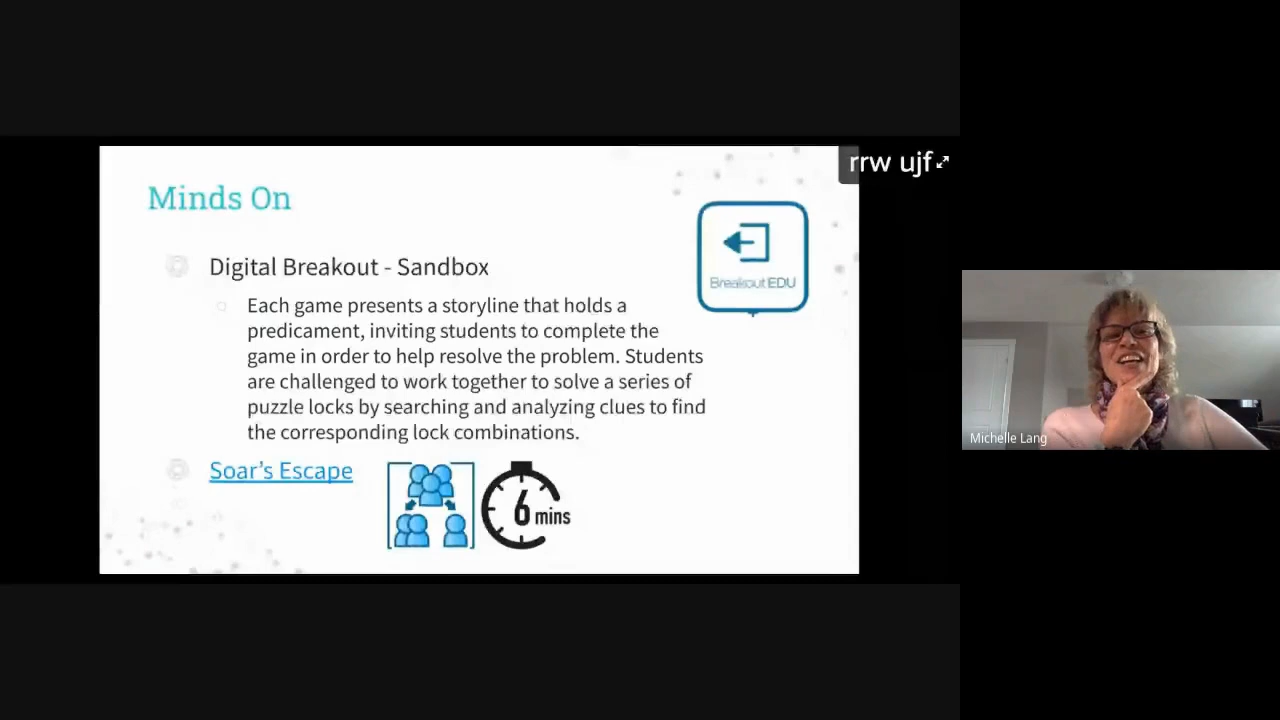 rrw ujf
Minds On
Breakout EDU
Digital Breakout - Sandbox
Each game presents a storyline that holds a
predicament, inviting students to complete the
game in order to help resolve the problem. Students
are challenged to work together to solve a series of
puzzle locks by searching and analyzing clues to find
the corresponding lock combinations.
Soar's Escape
6 mins
Michelle Lang